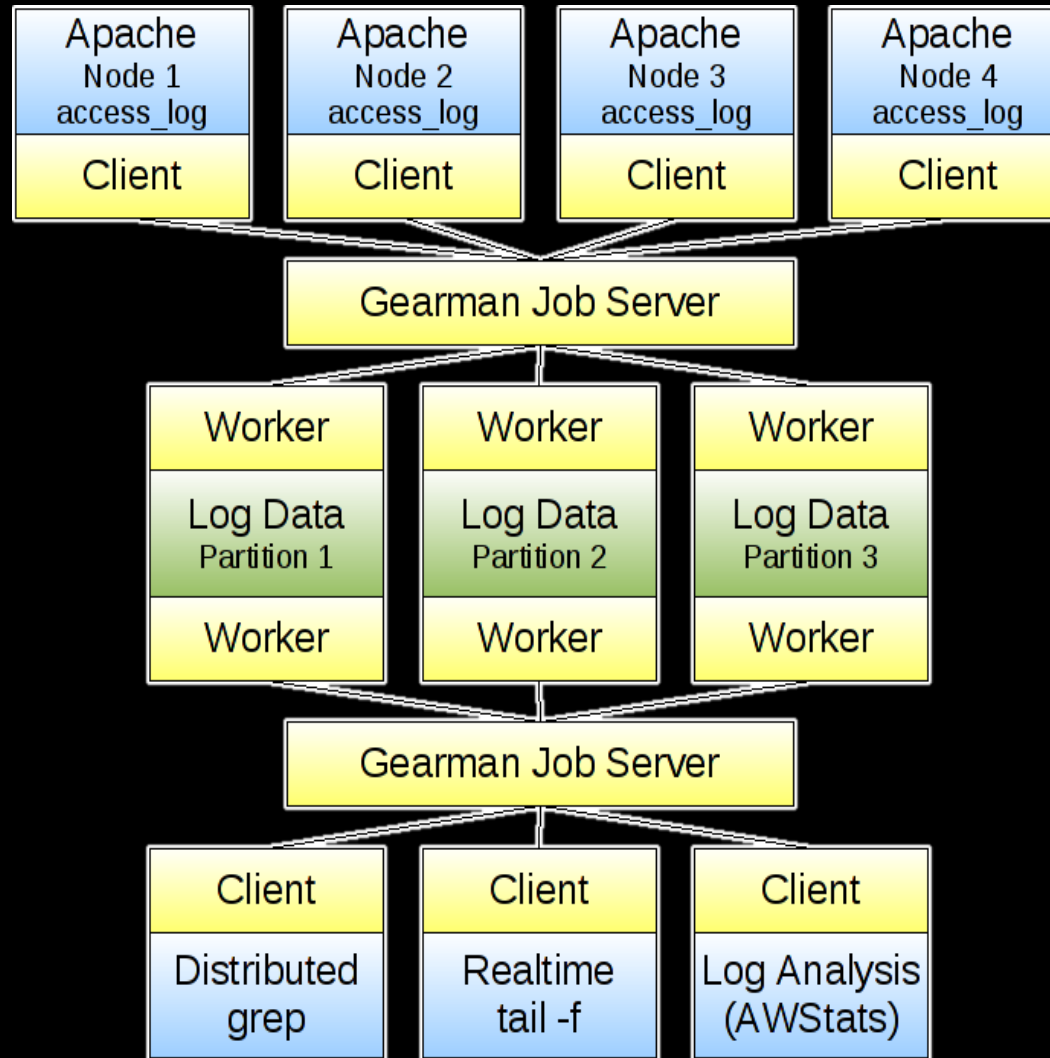 Apache
Node 1
access_log
Client
Apache
Node 2
access_log
Client
Apache
Node 3
access_log
Client
Apache
Node 4
access_log
Client
Gearman Job Server
Worker
Log Data
Partition 1
Worker
Worker
Log Data
Partition 2
Worker
Worker
Log Data
Partition 3
Worker
Gearman Job Server
Client
Distributed
grep
Client
Realtime
tail -f
Client
Log Analysis
(AWStats)